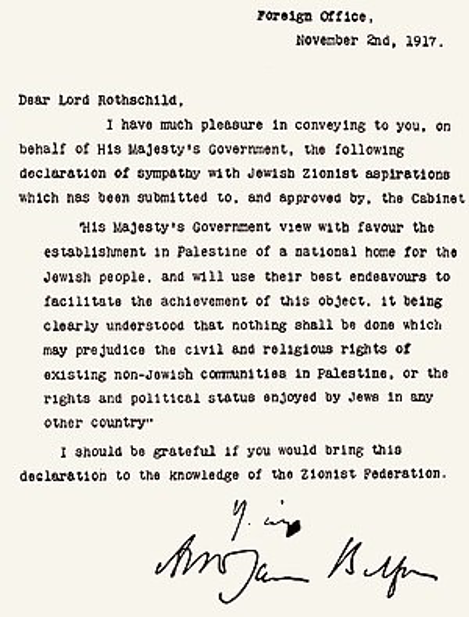 Foreign Office,
November 2nd, 1917.
Dear Lord Rothschild,
I have much pleasure in conveying to you, on
behalf of His Majesty's Government, the following
declaration of sympathy with Jewish Zionist aspirations
which has been submitted to, and approved by, the Cabinet
"His Majesty's Government view with favour the
establishment in Palestine of a national home for the
Jewish people, and will use their best endeavours to
facilitate the achievement of this object, it being
clearly understood that nothing shall be done which
may prejudice the civil and religious rights of
existing non-Jewish communities in Palestine, or the
rights and political status enjoyed by Jews in any
other country"
I should be grateful if you would bring this
declaration to the knowledge of the Zionist Federation.
Arthur James Balfour